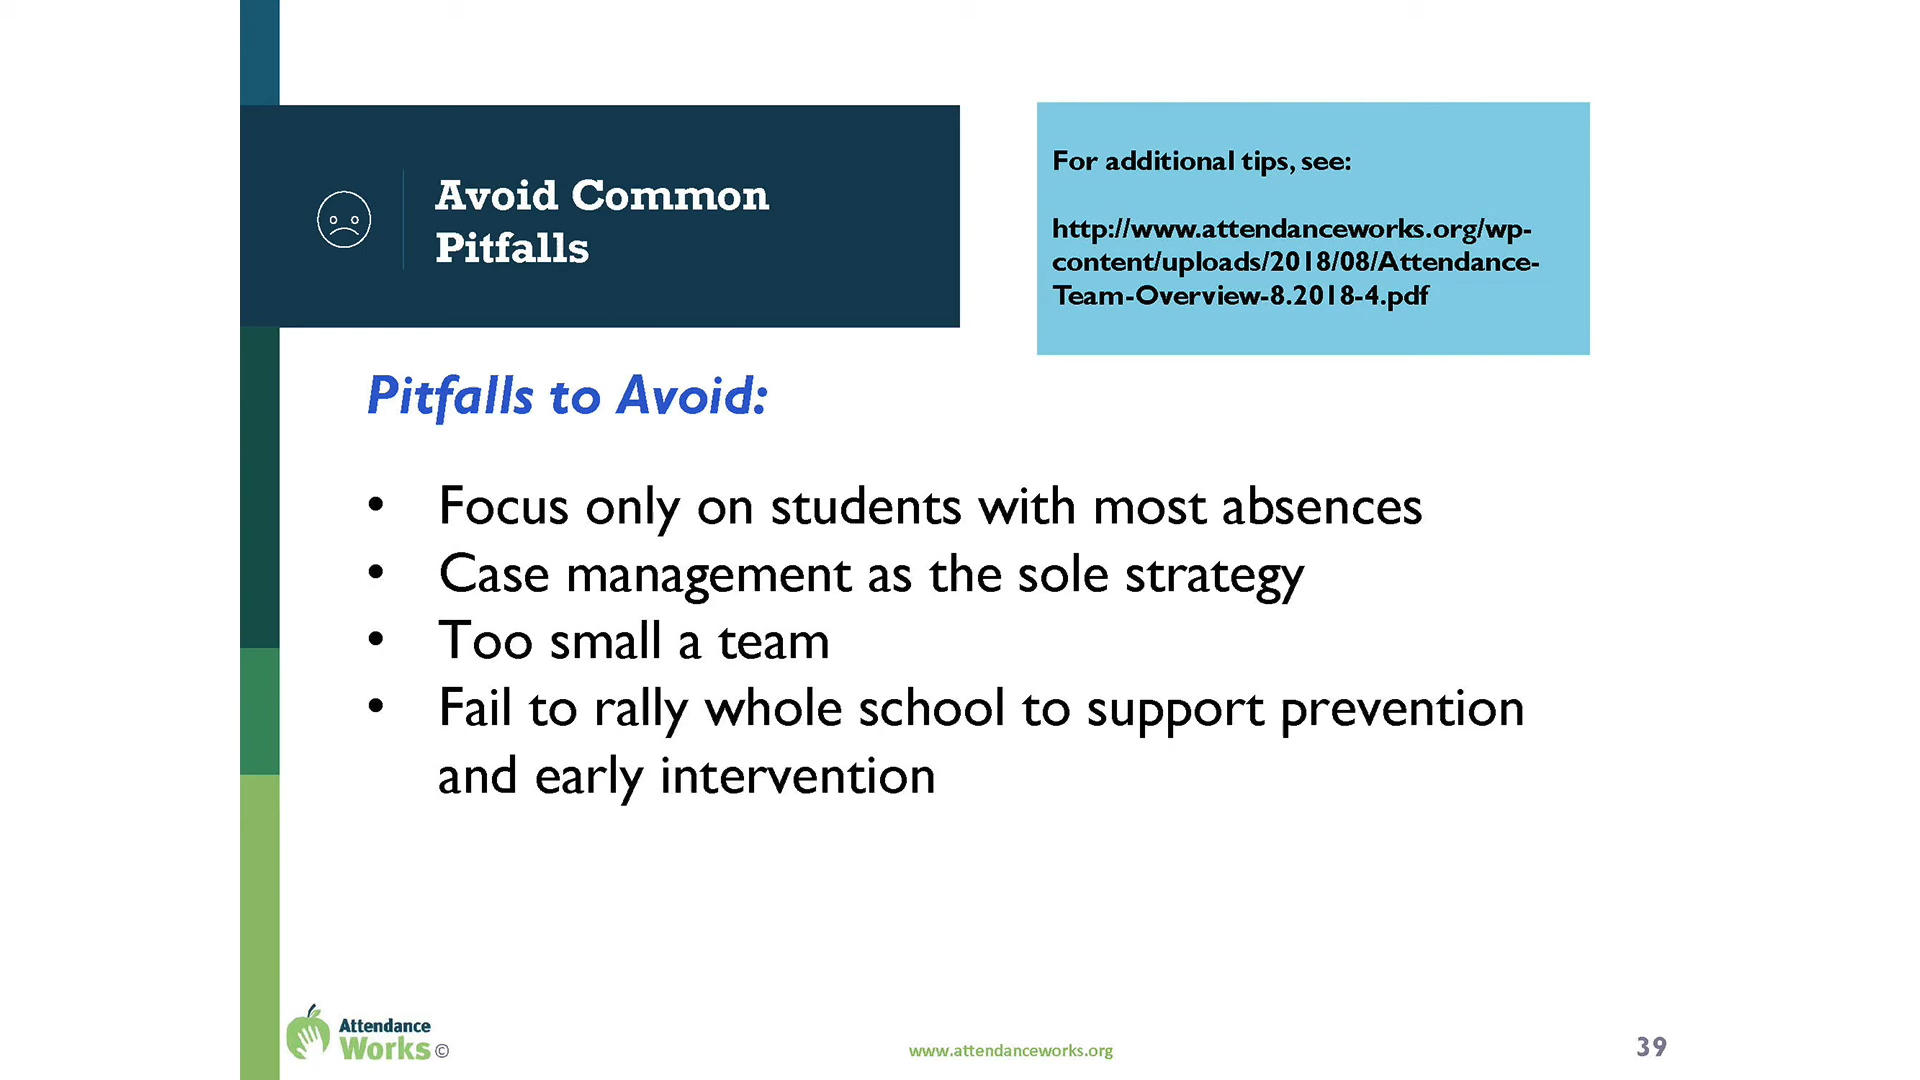 Avoid Common
Pitfalls
For additional tips, see:
http://www.attendanceworks.org/wp-
content/uploads/2018/08/Attendance-
Team-Overview-8.2018-4.pdf
Pitfalls to Avoid:
• Focus only on students with most absences
• Case management as the sole strategy
• Too small a team
• Fail to rally whole school to support prevention
and early intervention
Attendance
Works ©
www.attendanceworks.org
39